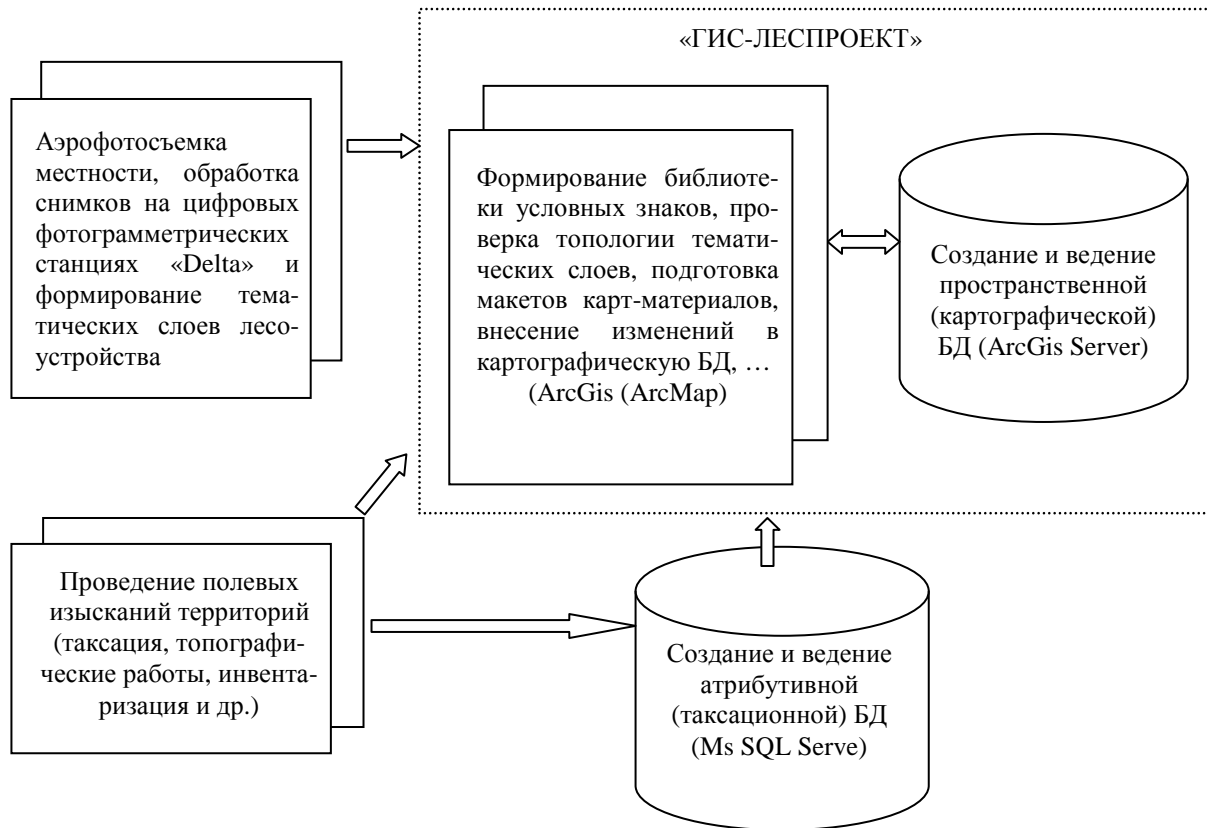 «ГИС-ЛЕСПРОЕКТ»
Аэрофотосъемка
местности, обработка
снимков на цифровых
фотограмметрических
станциях «Delta» и
формирование тема-
тических слоев лесо-
устройства
Формирование библиоте-
ки условных знаков, про-
верка топологии темати-
ческих слоев, подготовка
макетов карт-материалов,
внесение изменений в
картографическую БД, …
(ArcGis (ArcMap)
Создание и ведение
пространственной
(картографической)
БД (ArcGis Server)
Проведение полевых
изысканий территорий
(таксация, топографи-
ческие работы, инвента-
ризация и др.)
Создание и ведение
атрибутивной
(таксационной) БД
(Ms SQL Serve)